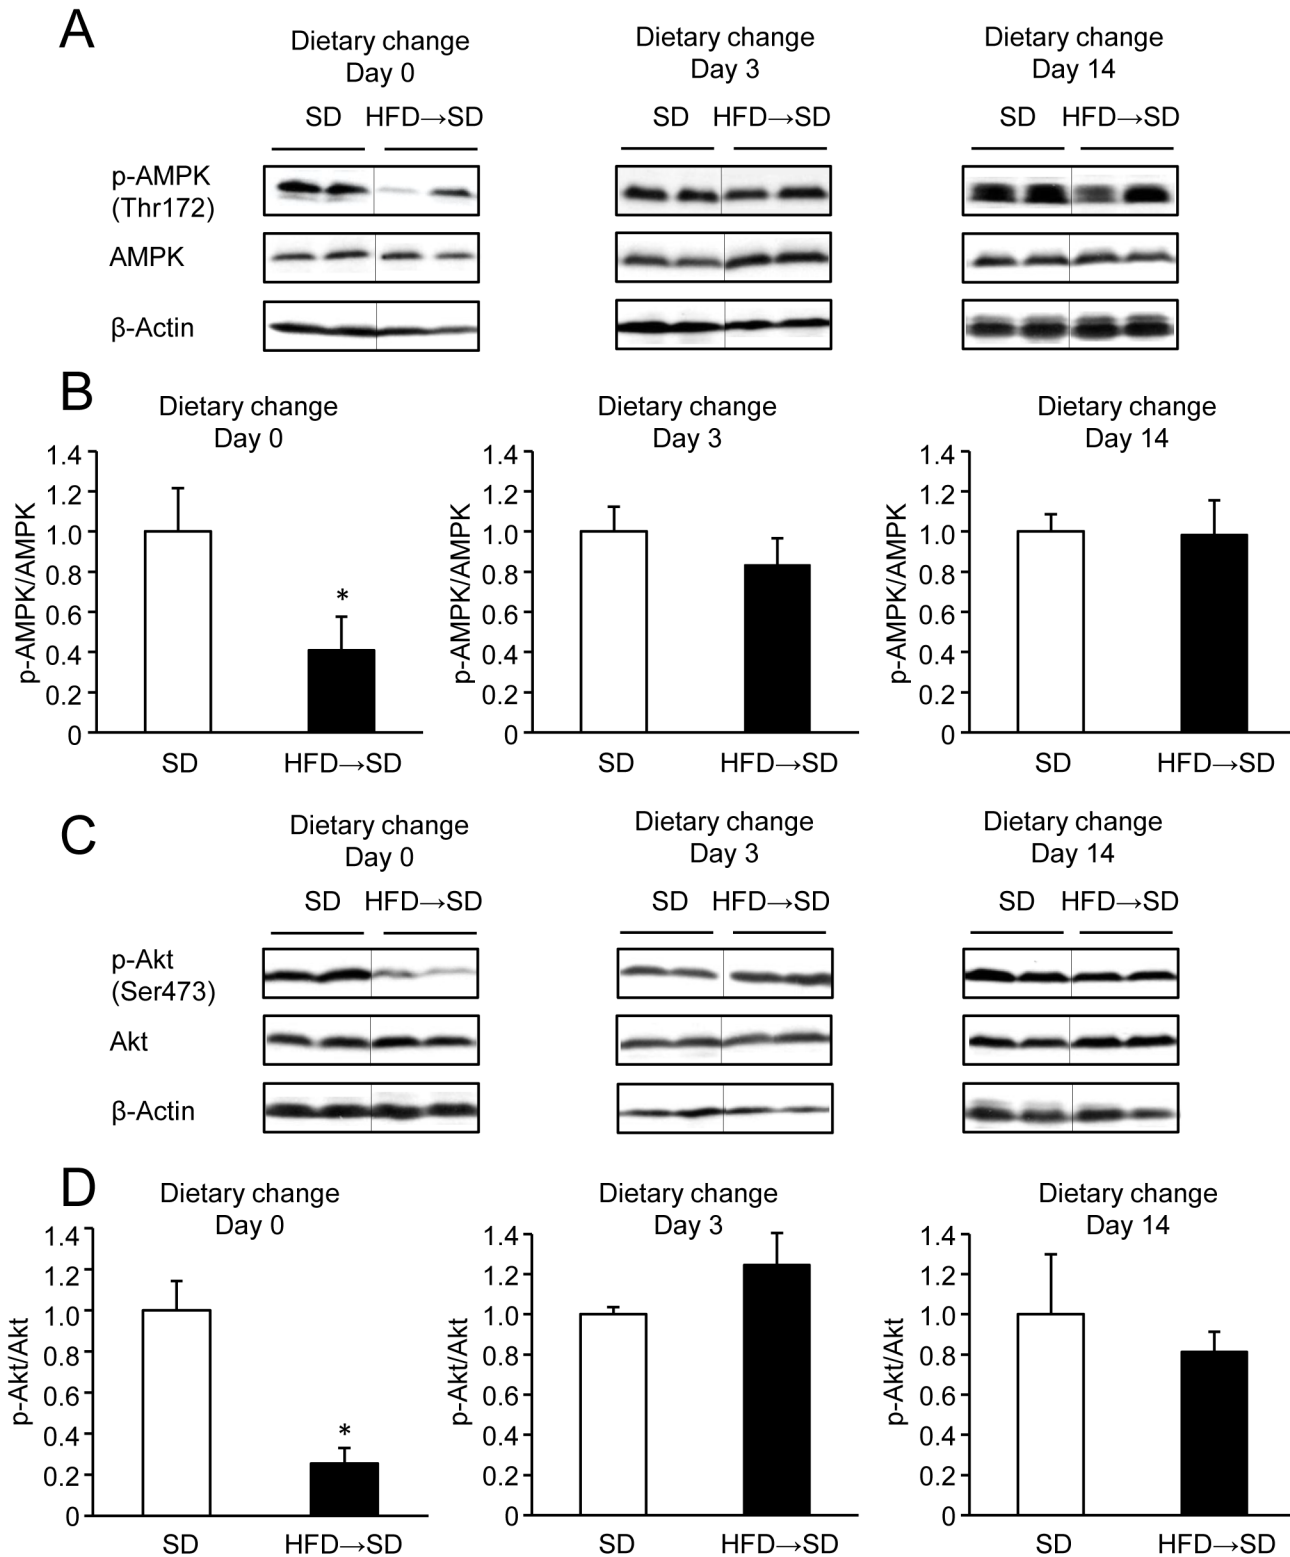 A
Dietary change
Day 0
Dietary change
Day 3
Dietary change
Day 14
SD HFD→SD
SD HFD→SD
SD HFD→SD
p-AMPK
(Thr172)
AMPK
β-Actin
B
Dietary change
Day 0
1.4
1.2
1.0
0.8
0.6
0.4
0.2
0
p-AMPK/AMPK
*
SD HFD→SD
Dietary change
Day 3
1.4
1.2
1.0
0.8
0.6
0.4
0.2
0
p-AMPK/AMPK
SD HFD→SD
Dietary change
Day 14
1.4
1.2
1.0
0.8
0.6
0.4
0.2
0
p-AMPK/AMPK
SD HFD→SD
C
Dietary change
Day 0
Dietary change
Day 3
Dietary change
Day 14
SD HFD→SD
SD HFD→SD
SD HFD→SD
p-Akt
(Ser473)
Akt
β-Actin
D
Dietary change
Day 0
1.4
1.2
1.0
0.8
0.6
0.4
0.2
0
p-Akt/Akt
*
SD HFD→SD
Dietary change
Day 3
1.4
1.2
1.0
0.8
0.6
0.4
0.2
0
p-Akt/Akt
SD HFD→SD
Dietary change
Day 14
1.4
1.2
1.0
0.8
0.6
0.4
0.2
0
p-Akt/Akt
SD HFD→SD